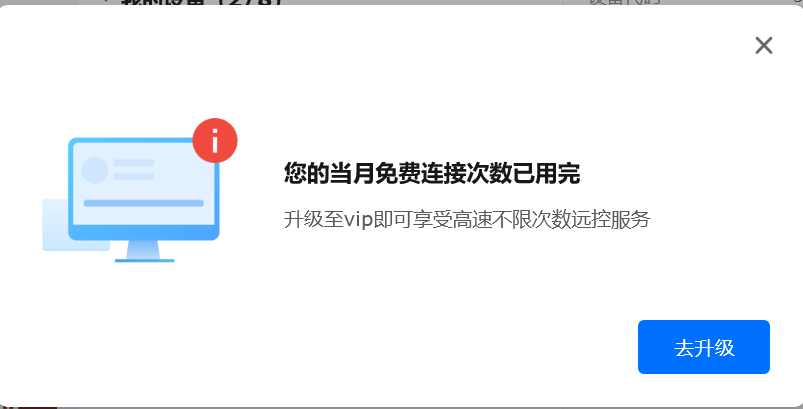 您的当月免费连接次数已用完
升级至vip即可享受高速不限次数远控服务
去升级